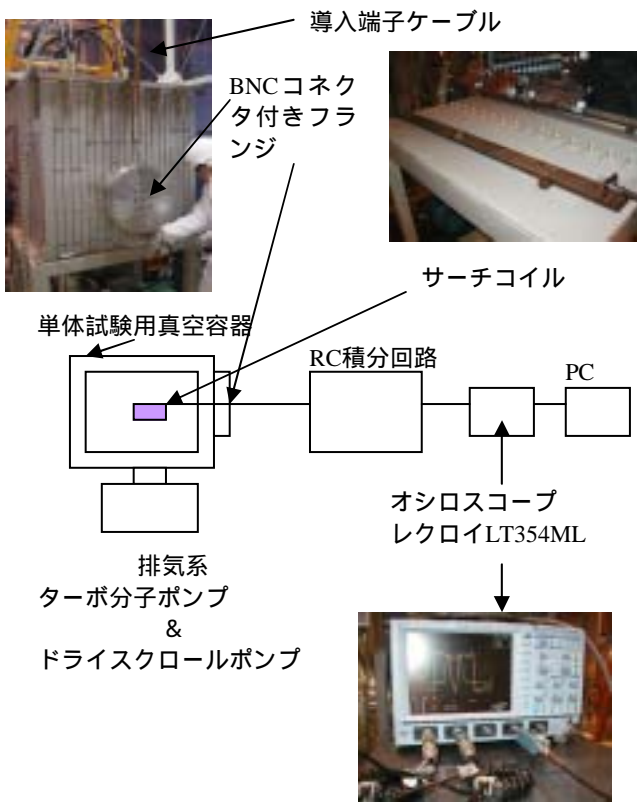 導入端子ケーブル
BNCコネク
タ付きフラ
ンジ
サーチコイル
単体試験用真空容器
RC積分回路
PC
オシロスコープ
レクロイLT354ML
排気系
ターボ分子ポンプ
&
ドライスクロールポンプ